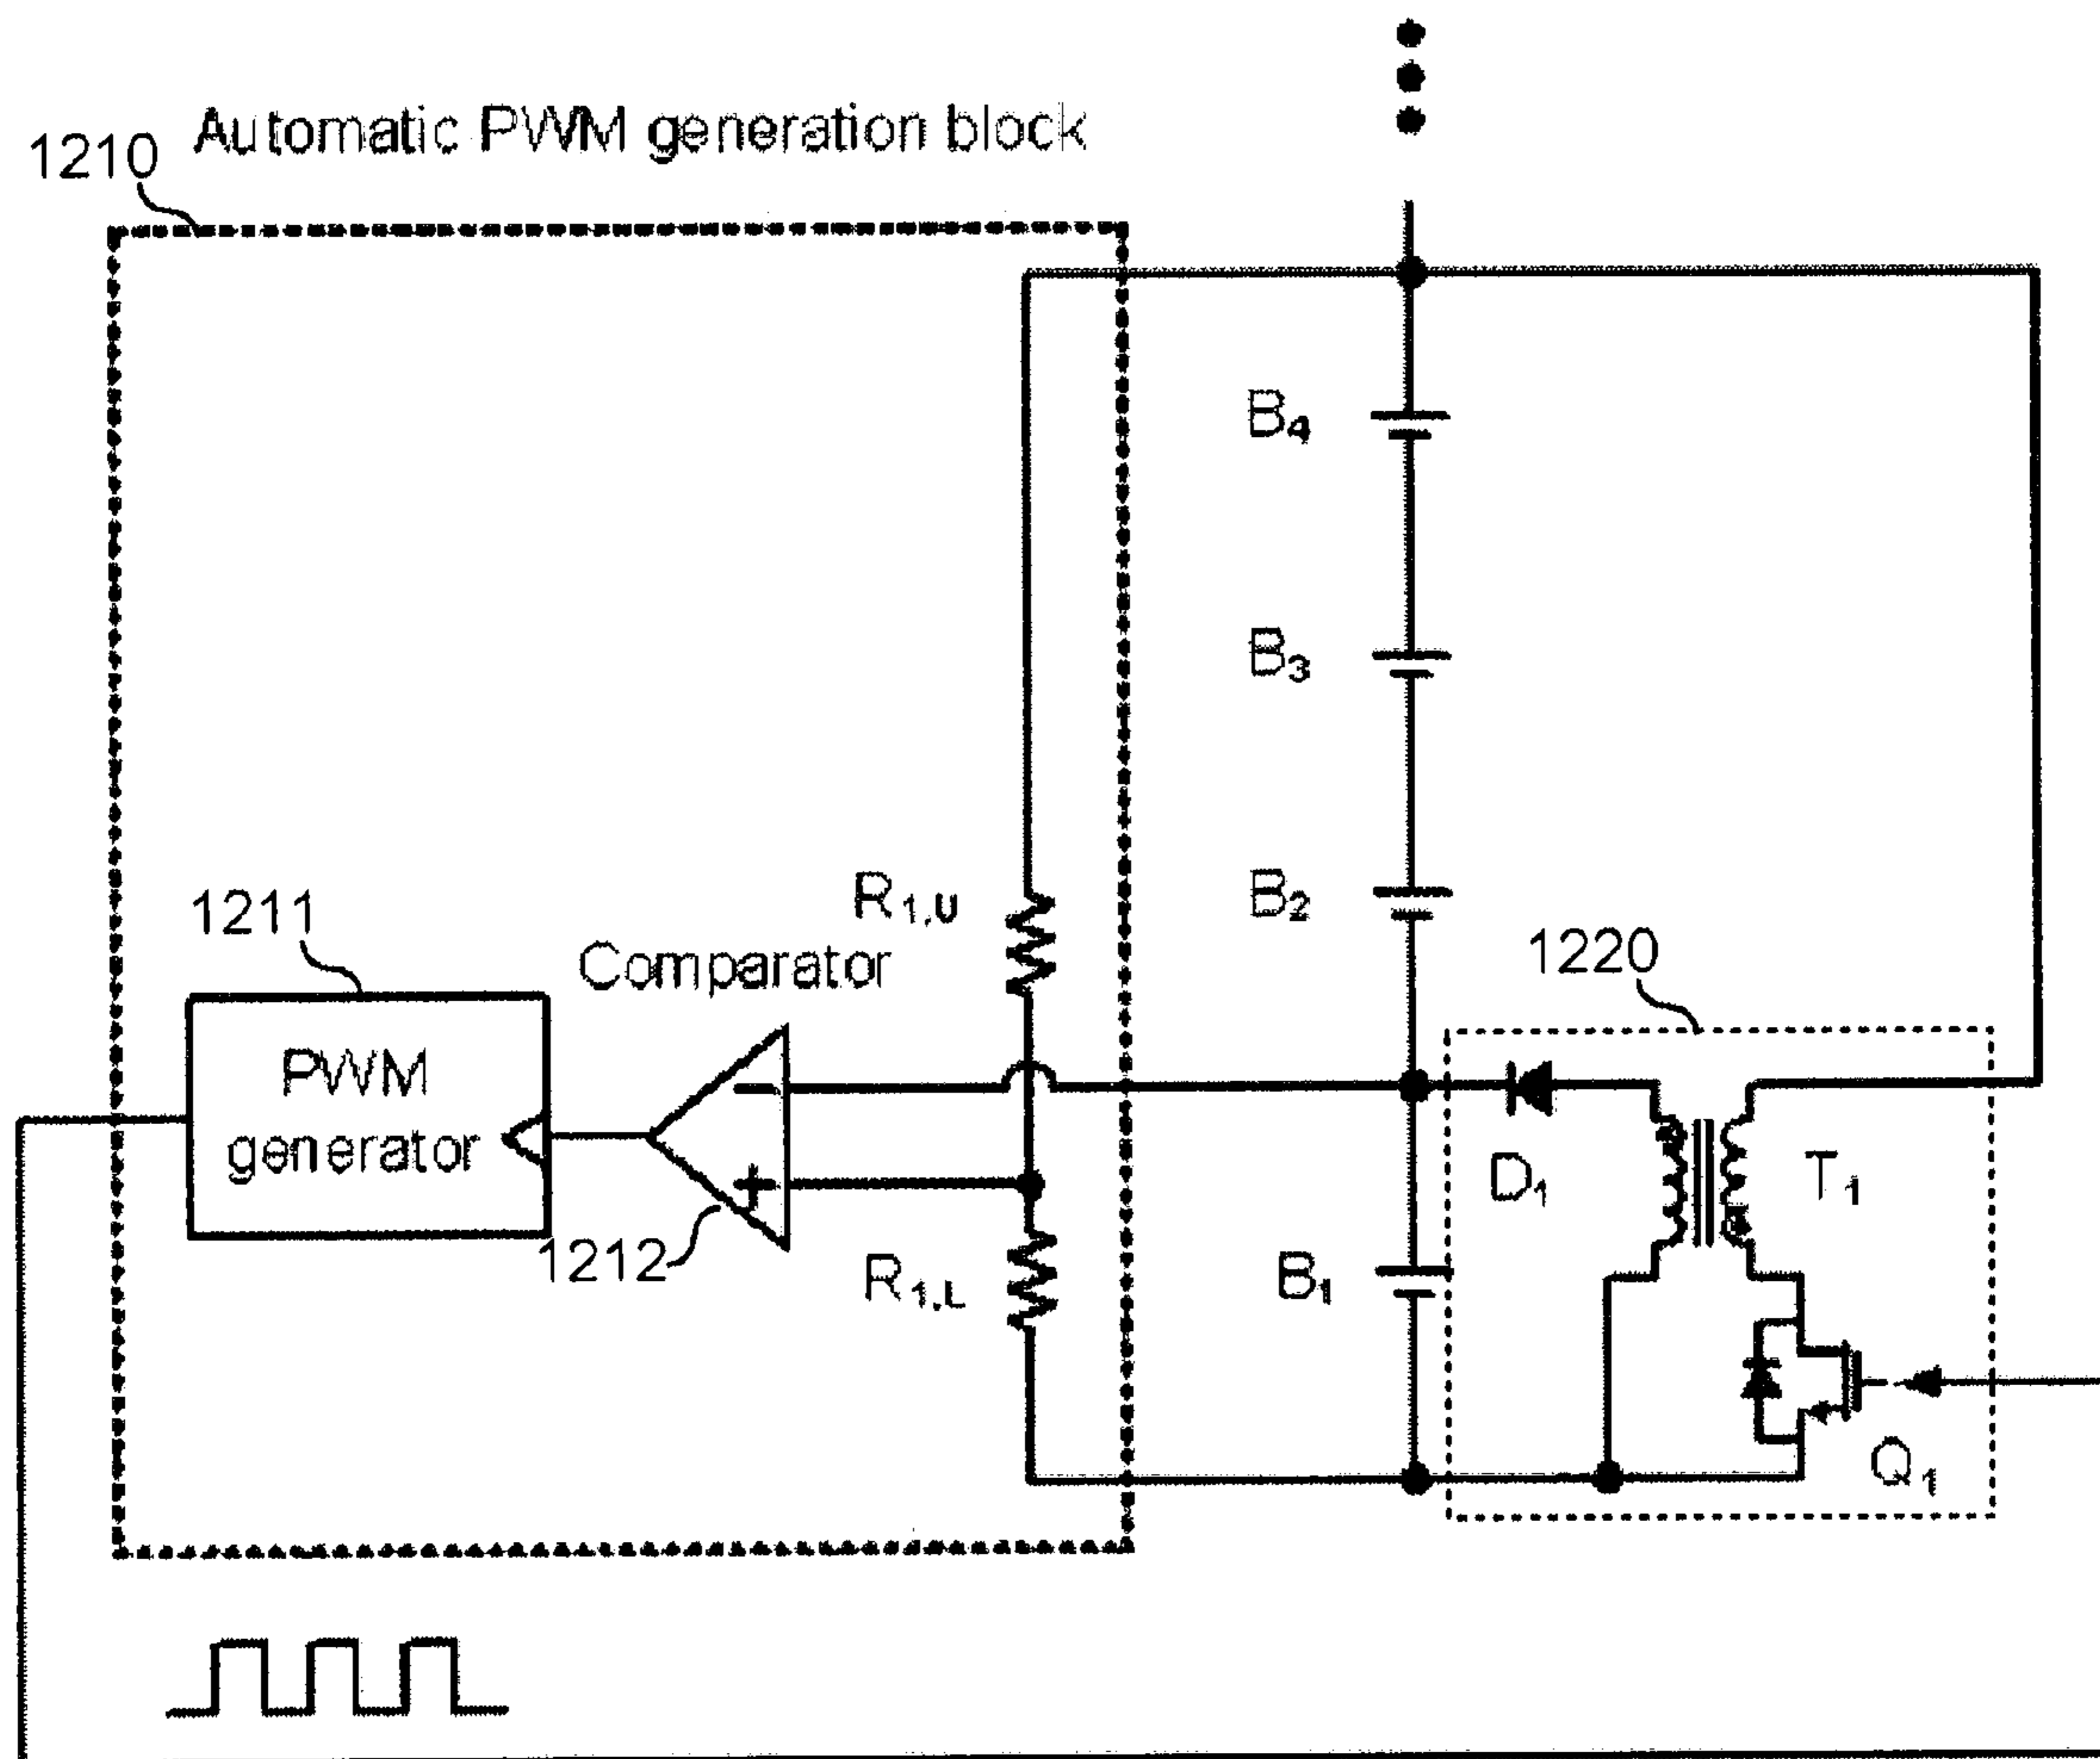 1210
Automatic PWM generation block
B4
B3
B2
R1,U
1211
Comparator
1220
PWM
generator
−
+
D1
T1
1212
R1,L
B1
Q1